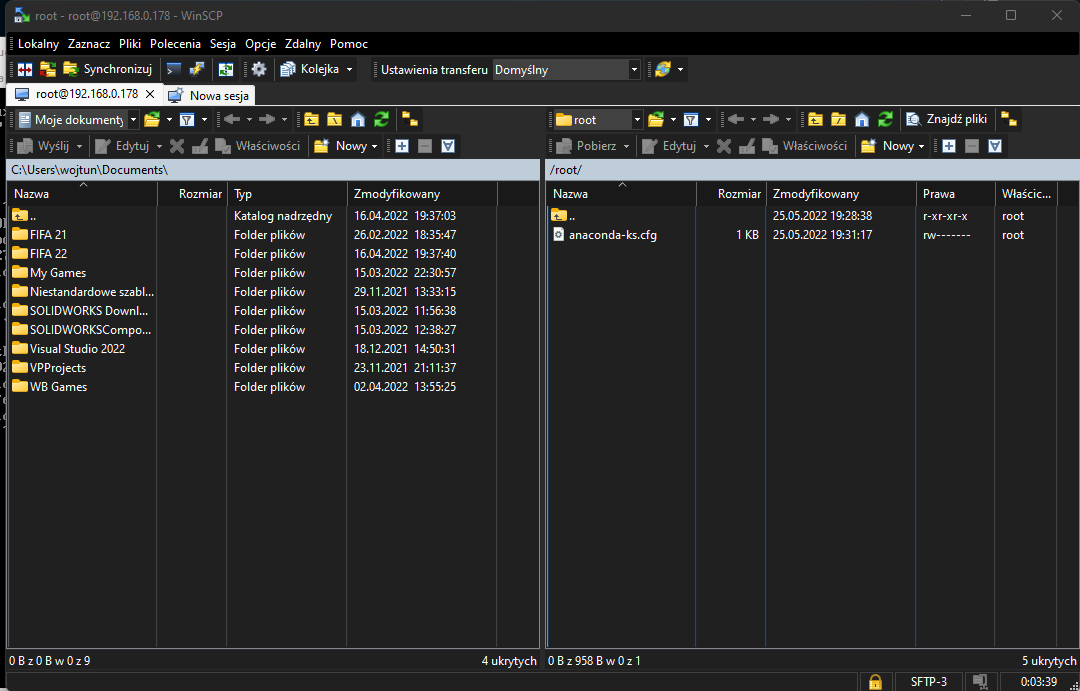 root - root@192.168.0.178 - WinSCP
Lokalny Zaznacz Pliki Polecenia Sesja Opcje Zdalny Pomoc
Synchronizuj Kolejka Ustawienia transferu Domyślny
root@192.168.0.178 Nowa sesja
Moje dokumenty root Znajdź pliki
Wyślij Edytuj Właściwości Nowy Pobierz Edytuj Właściwości Nowy
C:\Users\wojtun\Documents\ /root/
Nazwa Rozmiar Typ Zmodyfikowany Nazwa Rozmiar Zmodyfikowany Prawa Właścic...
.. Katalog nadrzędny 16.04.2022 19:37:03 .. 25.05.2022 19:28:38 r-xr-xr-x root
FIFA 21 Folder plików 26.02.2022 18:35:47 anaconda-ks.cfg 1 KB 25.05.2022 19:31:17 rw------- root
FIFA 22 Folder plików 16.04.2022 19:37:40
My Games Folder plików 15.03.2022 22:30:57
Niestandardowe szabl... Folder plików 29.11.2021 13:33:15
SOLIDWORKS Downl... Folder plików 15.03.2022 11:56:38
SOLIDWORKSCompo... Folder plików 15.03.2022 12:38:27
Visual Studio 2022 Folder plików 18.12.2021 14:50:31
VPProjects Folder plików 23.11.2021 21:11:37
WB Games Folder plików 02.04.2022 13:55:25
0 B z 0 B w 0 z 9 4 ukrytych 0 B z 958 B w 0 z 1 5 ukrytych
SFTP-3 0:03:39